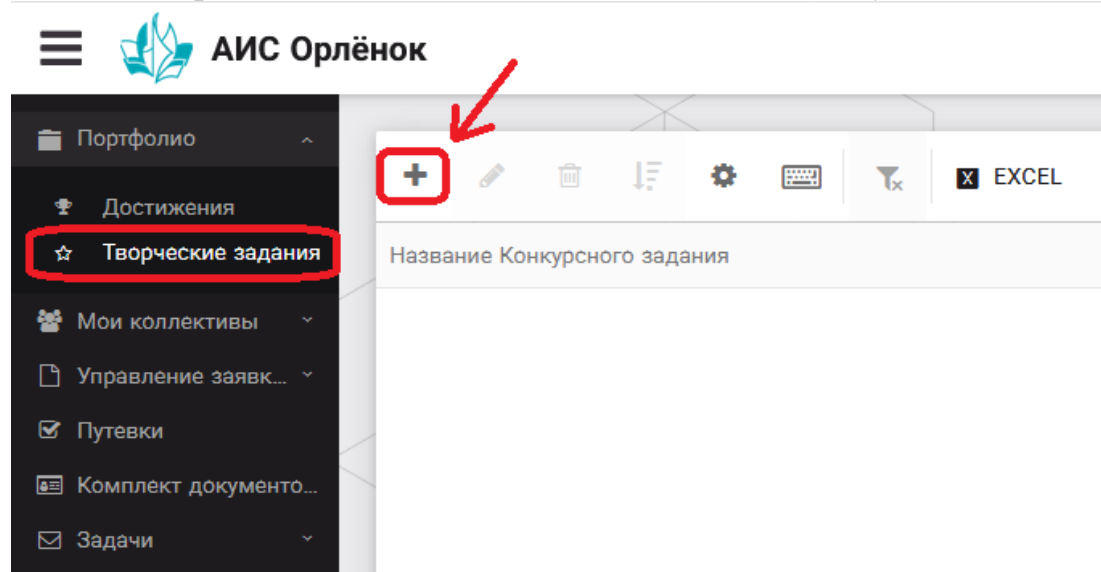 АИС Орлёнок
Портфолио
Достижения
Творческие задания
Мои коллективы
Управление заявк...
Путевки
Комплект документо...
Задачи
X EXCEL
Название Конкурсного задания